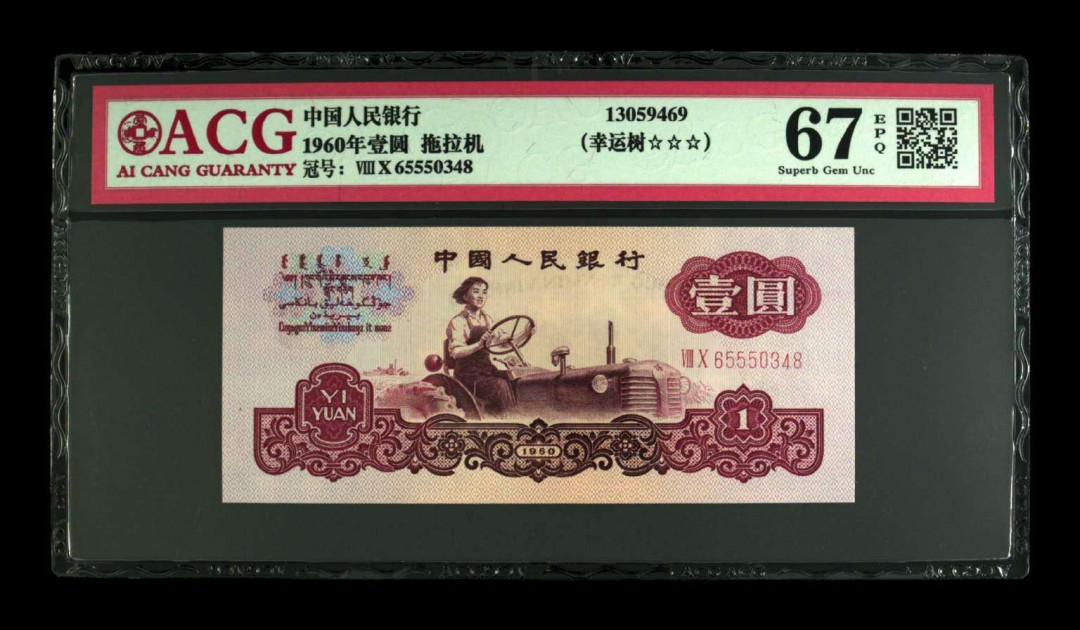 ACG
AI CANG GUARANTY
中国人民银行
1960年壹圆 拖拉机
冠号：Ⅷ X 65550348
13059469
（幸运树☆☆☆）
67
EPQ
Superb Gem Unc
中國人民銀行
壹圓
Ⅷ X 65550348
YI
YUAN
1960
1